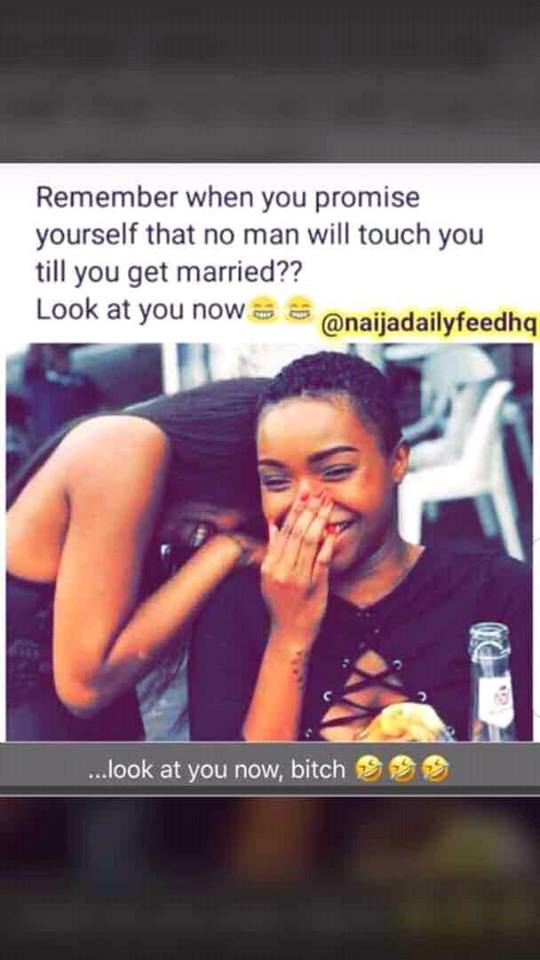 Remember when you promise
yourself that no man will touch you
till you get married??
Look at you now😁 😁 @naijadailyfeedhq
...look at you now, bitch 🤣🤣🤣